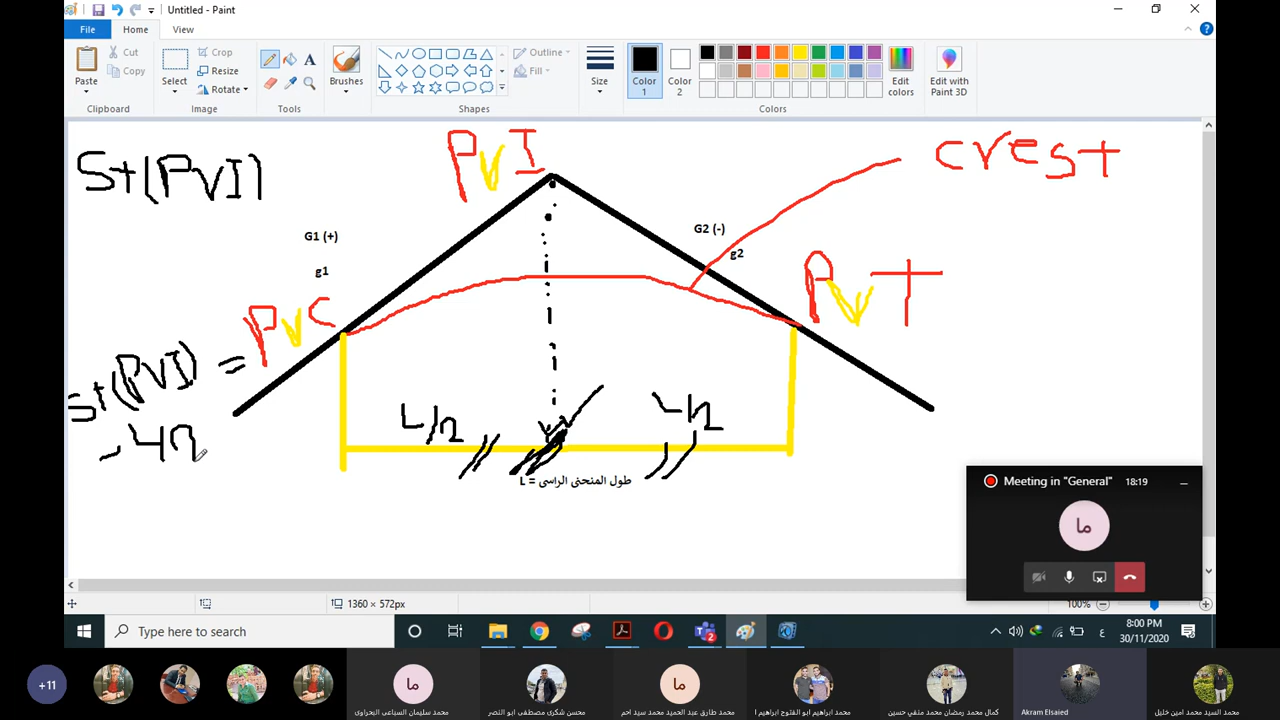 Untitled - Paint
File
Home
View
Paste
Cut
Copy
Clipboard
Select
Crop
Resize
Rotate
Image
Tools
Brushes
Shapes
Outline
Fill
Size
Color 1
Color 2
Colors
Edit colors
Edit with Paint 3D
St(PVI)
PVI
crest
G1 (+)
g1
G2 (-)
g2
PVC
PVT
St(PVI) =
- L/2
L/2
L/2
طول المنحنى الراسى = L
Meeting in "General"
18:19
ما
1360 × 572px
100%
Type here to search
ع
8:00 PM
30/11/2020
+11
ما
محمد سليمان السباعى البحراوى
محسن شكرى مصطفى ابو النصر
ما
محمد طارق عبد الحميد محمد سيد احم
محمد ابراهيم ابو الفتوح ابراهيم ا
كمال محمد رمضان محمد منفي حسين
Akram Elsaied
السيد محمد امين خليل